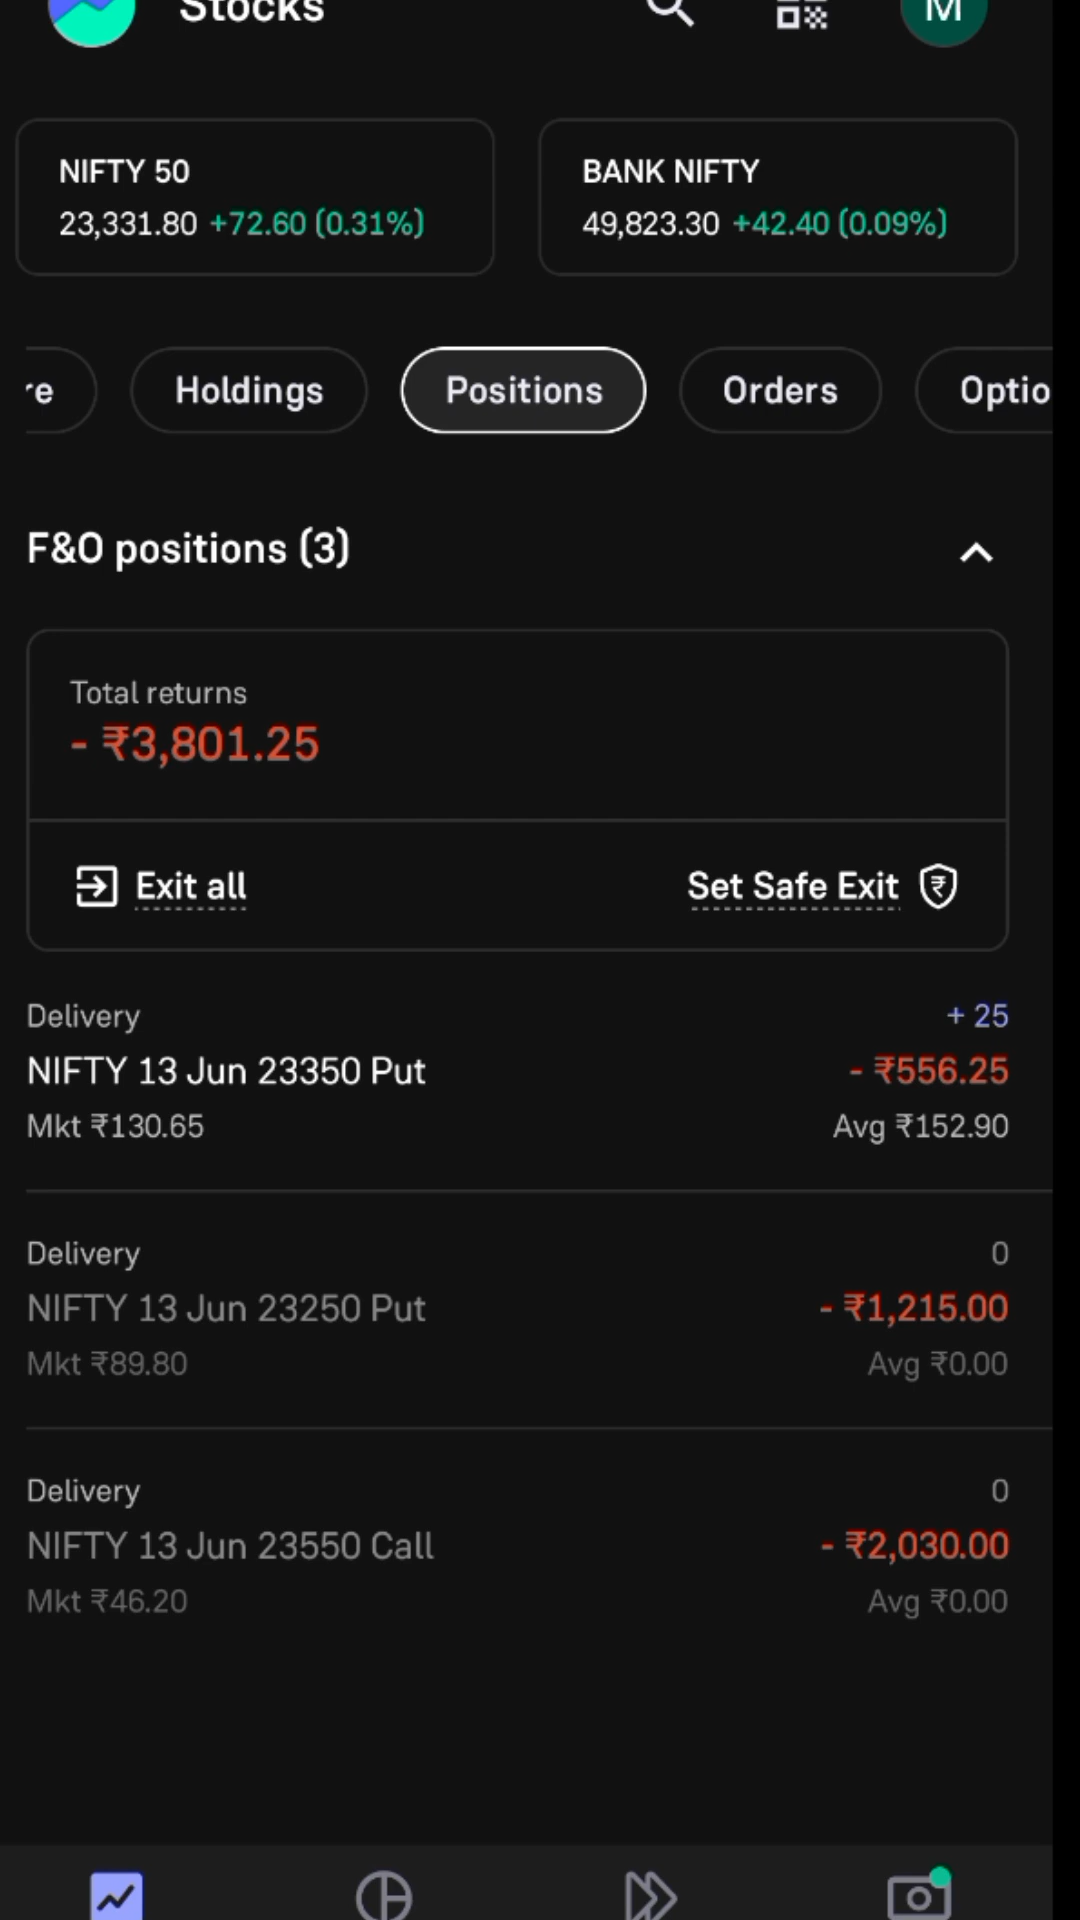 Stocks
M
NIFTY 50
23,331.80 +72.60 (0.31%)
BANK NIFTY
49,823.30 +42.40 (0.09%)
re
Holdings
Positions
Orders
Optio
F&O positions (3)
Total returns
- ₹3,801.25
Exit all
Set Safe Exit ₹
Delivery + 25
NIFTY 13 Jun 23350 Put - ₹556.25
Mkt ₹130.65 Avg ₹152.90
Delivery 0
NIFTY 13 Jun 23250 Put - ₹1,215.00
Mkt ₹89.80 Avg ₹0.00
Delivery 0
NIFTY 13 Jun 23550 Call - ₹2,030.00
Mkt ₹46.20 Avg ₹0.00